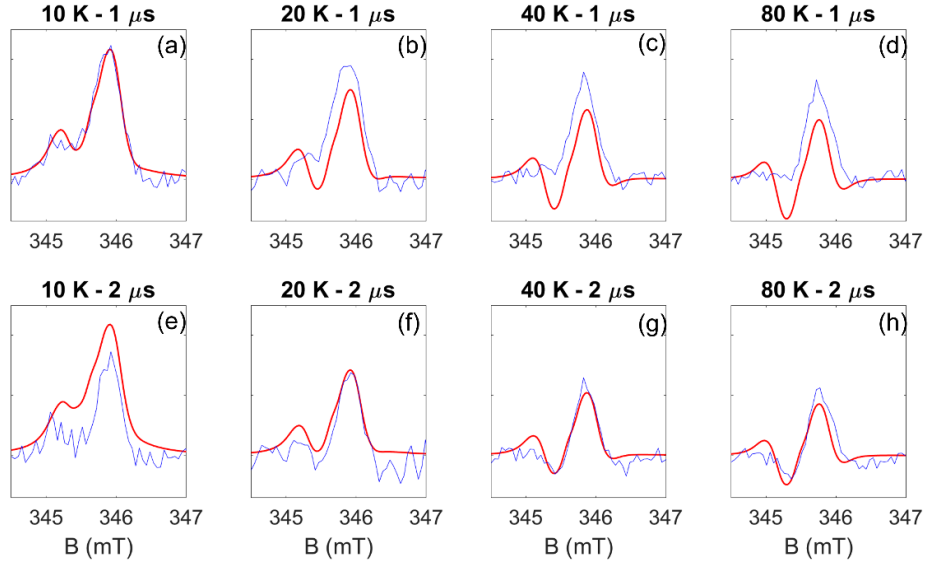 10 K - 1 μs
20 K - 1 μs
40 K - 1 μs
80 K - 1 μs
(a)
(b)
(c)
(d)
345 346 347
345 346 347
345 346 347
345 346 347
10 K - 2 μs
20 K - 2 μs
40 K - 2 μs
80 K - 2 μs
(e)
(f)
(g)
(h)
345 346 347
345 346 347
345 346 347
345 346 347
B (mT)
B (mT)
B (mT)
B (mT)